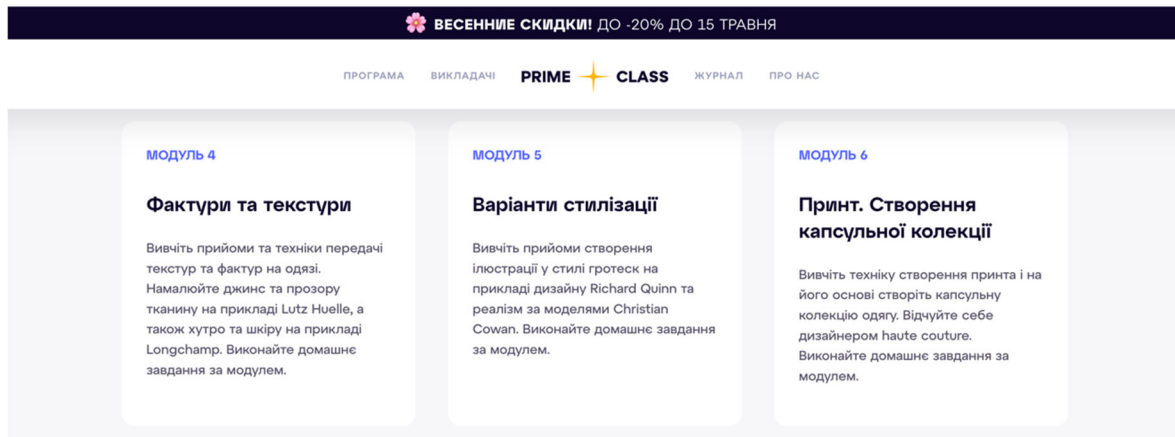 ВЕСЕННИЕ СКИДКИ! ДО -20% ДО 15 ТРАВНЯ
ПРОГРАМА ВИКЛАДАЧІ PRIME CLASS ЖУРНАЛ ПРО НАС
МОДУЛЬ 4
Фактури та текстури
Вивчіть прийоми та техніки передачі
текстур та фактур на одязі.
Намалюйте джинс та прозору
тканину на прикладі Lutz Huelle, а
також хутро та шкіру на прикладі
Longchamp. Виконайте домашнє
завдання за модулем.
МОДУЛЬ 5
Варіанти стилізації
Вивчіть прийоми створення
ілюстрації у стилі гротеск на
прикладі дизайну Richard Quinn та
реалізм за моделями Christian
Cowan. Виконайте домашнє завдання
за модулем.
МОДУЛЬ 6
Принт. Створення
капсульної колекції
Вивчіть техніку створення принта і на
його основі створіть капсульну
колекцію одягу. Відчуйте себе
дизайнером haute couture.
Виконайте домашнє завдання за
модулем.